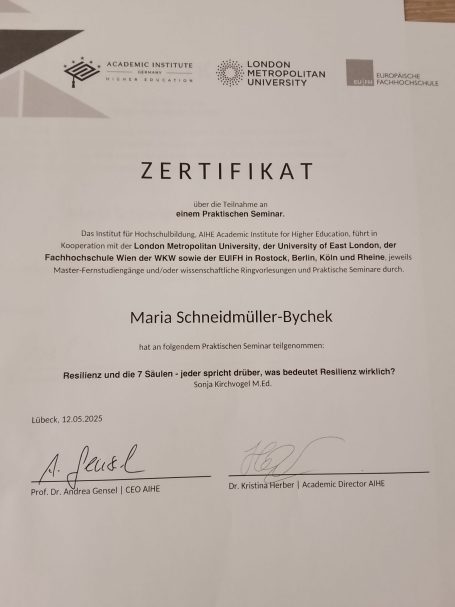 ACADEMIC INSTITUTE
GERMANY
HIGHER EDUCATION
LONDON
METROPOLITAN
UNIVERSITY
EU|FH
EUROPÄISCHE
FACHHOCHSCHULE
ZERTIFIKAT
über die Teilnahme an
einem Praktischen Seminar.
Das Institut für Hochschulbildung, AIHE Academic Institute for Higher Education, führt in
Kooperation mit der London Metropolitan University, der University of East London, der
Fachhochschule Wien der WKW sowie der EUIFH in Rostock, Berlin, Köln und Rheine, jeweils
Master-Fernstudiengänge und/oder wissenschaftliche Ringvorlesungen und Praktische Seminare durch.
Maria Schneidmüller-Bychek
hat an folgendem Praktischen Seminar teilgenommen:
Resilienz und die 7 Säulen - jeder spricht drüber, was bedeutet Resilienz wirklich?
Sonja Kirchvogel M.Ed.
Lübeck, 12.05.2025
A. Gensel
Prof. Dr. Andrea Gensel | CEO AIHE
Dr. Kristina Herber | Academic Director AIHE